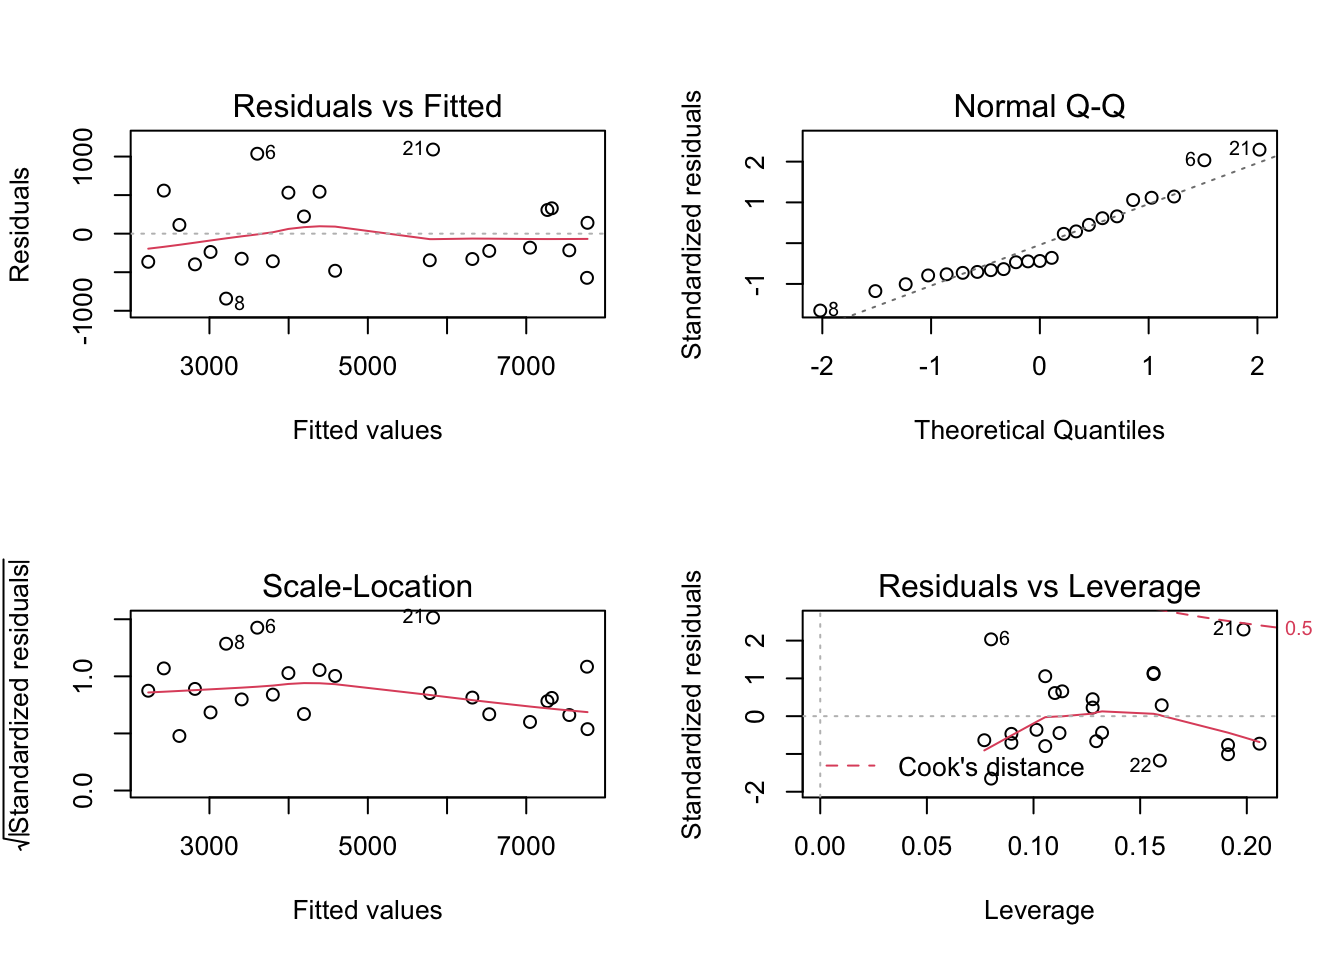 Residuals vs Fitted
Residuals
-1000 0 1000
6
21
8
3000 5000 7000
Fitted values
Normal Q-Q
Standardized residuals
-1 1 2
6
21
8
-2 -1 0 1 2
Theoretical Quantiles
Scale-Location
√|Standardized residuals|
0.0 1.0
8
6
21
3000 5000 7000
Fitted values
Residuals vs Leverage
Standardized residuals
-2 0 1 2
6
21
0.5
22
Cook's distance
0.00 0.05 0.10 0.15 0.20
Leverage